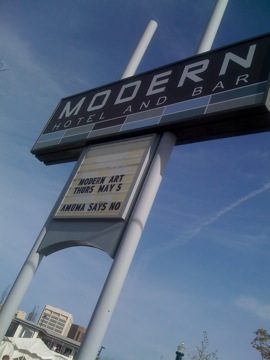 MODERN
HOTEL AND BAR
MODERN ART
THURS MAY 5
AMUMA SAYS NO